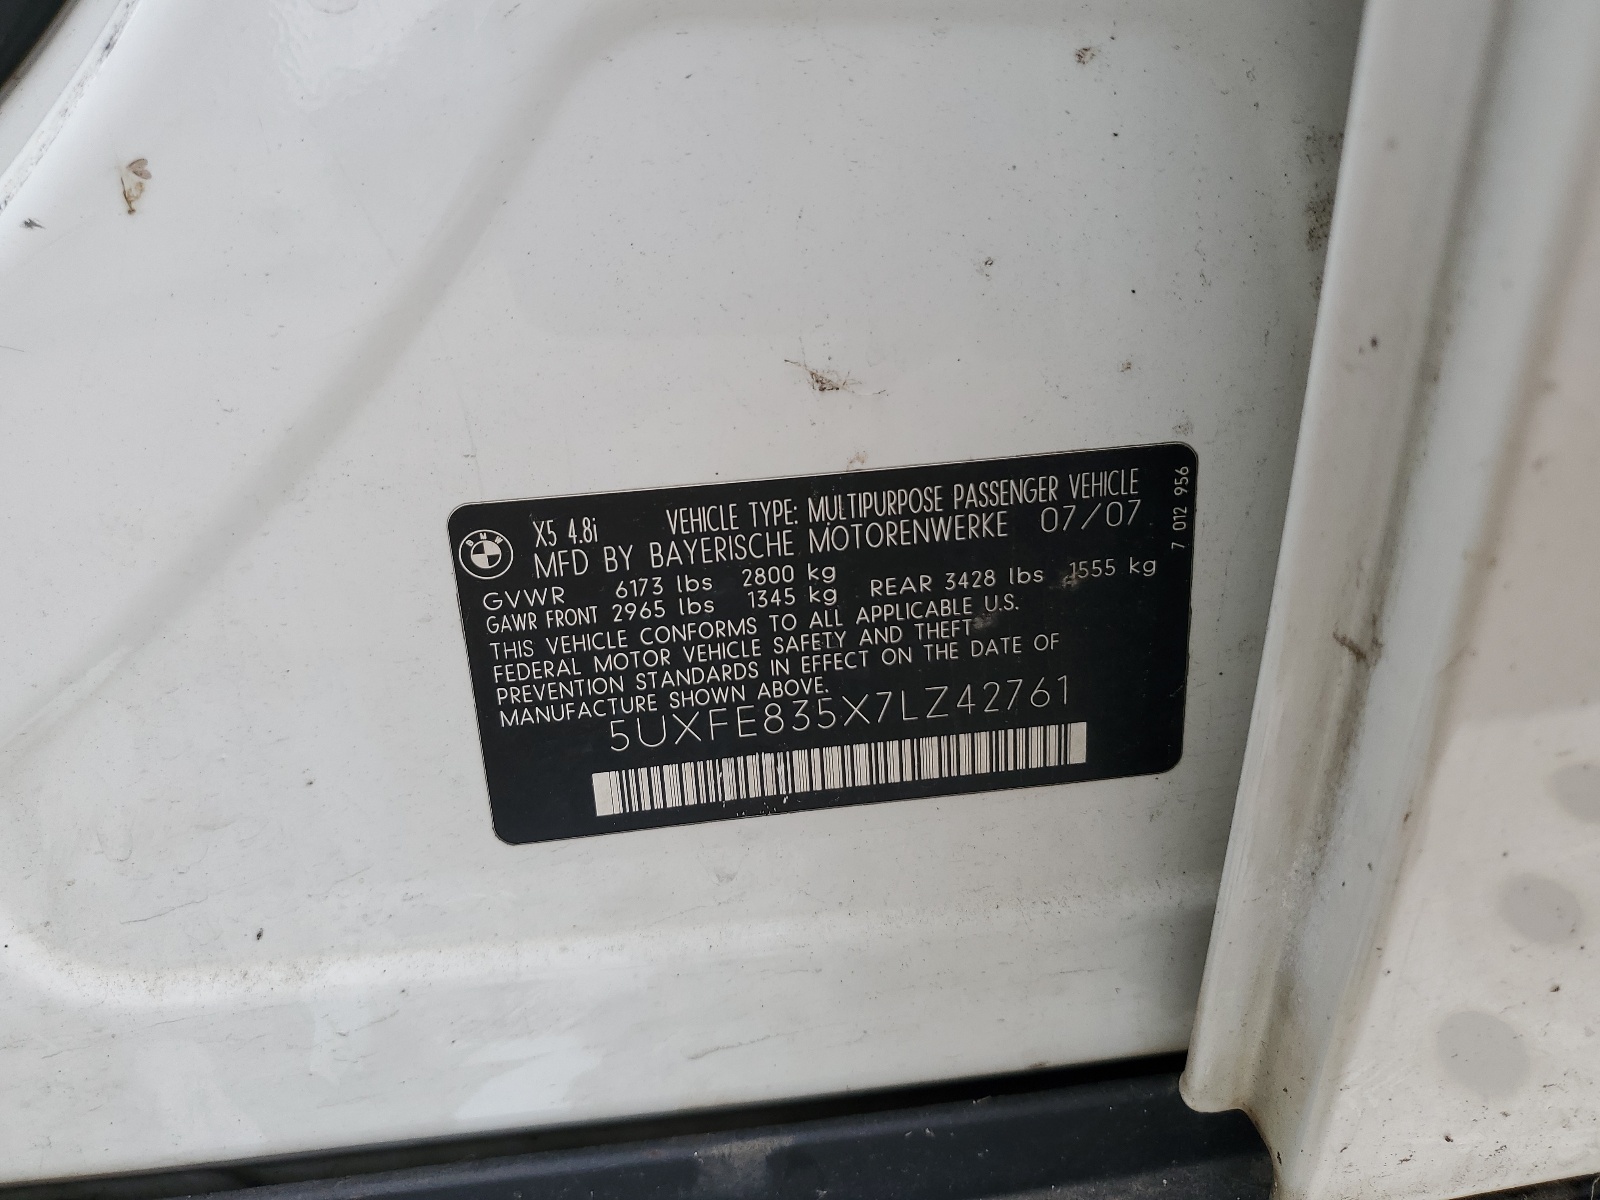 BMW
X5 4.8i VEHICLE TYPE: MULTIPURPOSE PASSENGER VEHICLE
MFD BY BAYERISCHE MOTORENWERKE 07/07
GVWR 6173 lbs 2800 kg
GAWR FRONT 2965 lbs 1345 kg REAR 3428 lbs 1555 kg
THIS VEHICLE CONFORMS TO ALL APPLICABLE U.S.
FEDERAL MOTOR VEHICLE SAFETY AND THEFT
PREVENTION STANDARDS IN EFFECT ON THE DATE OF
MANUFACTURE SHOWN ABOVE.
5UXFE835X7LZ42761
7 012 956